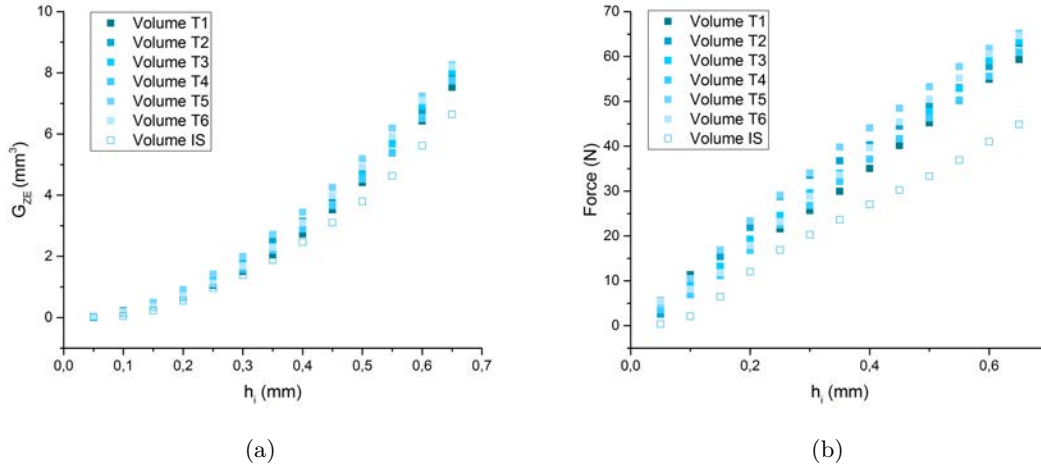 10
8
6
4
2
0
G_ZE (mm³)
Volume T1
Volume T2
Volume T3
Volume T4
Volume T5
Volume T6
Volume IS
0,0 0,1 0,2 0,3 0,4 0,5 0,6 0,7
h_i (mm)
(a)
70
60
50
40
30
20
10
0
Force (N)
Volume T1
Volume T2
Volume T3
Volume T4
Volume T5
Volume T6
Volume IS
0,0 0,2 0,4 0,6
h_i (mm)
(b)